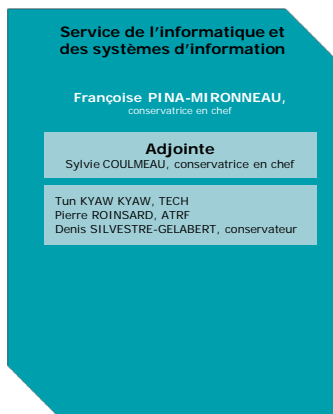 Service de l'informatique et
des systèmes d'information
Françoise PINA-MIRONNEAU,
conservatrice en chef
Adjointe
Sylvie COULMEAU, conservatrice en chef
Tun KYAW KYAW, TECH
Pierre ROINSARD, ATRF
Denis SILVESTRE-GELABERT, conservateur